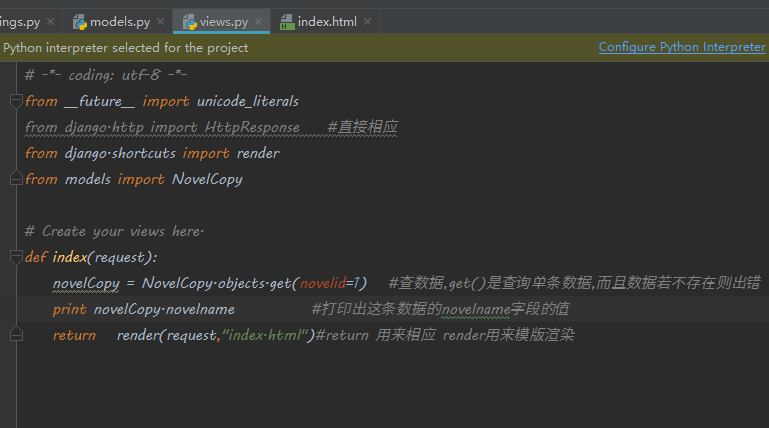 ings.py models.py views.py index.html
Python interpreter selected for the project Configure Python Interpreter
# -*- coding: utf-8 -*-
from __future__ import unicode_literals
from django.http import HttpResponse #直接相应
from django.shortcuts import render
from models import NovelCopy
# Create your views here.
def index(request):
novelCopy = NovelCopy.objects.get(novelid=1) #查数据,get()是查询单条数据,而且数据若不存在则出错
print novelCopy.novelname #打印出这条数据的novelname字段的值
return render(request,"index.html")#return 用来相应 render用来模版渲染